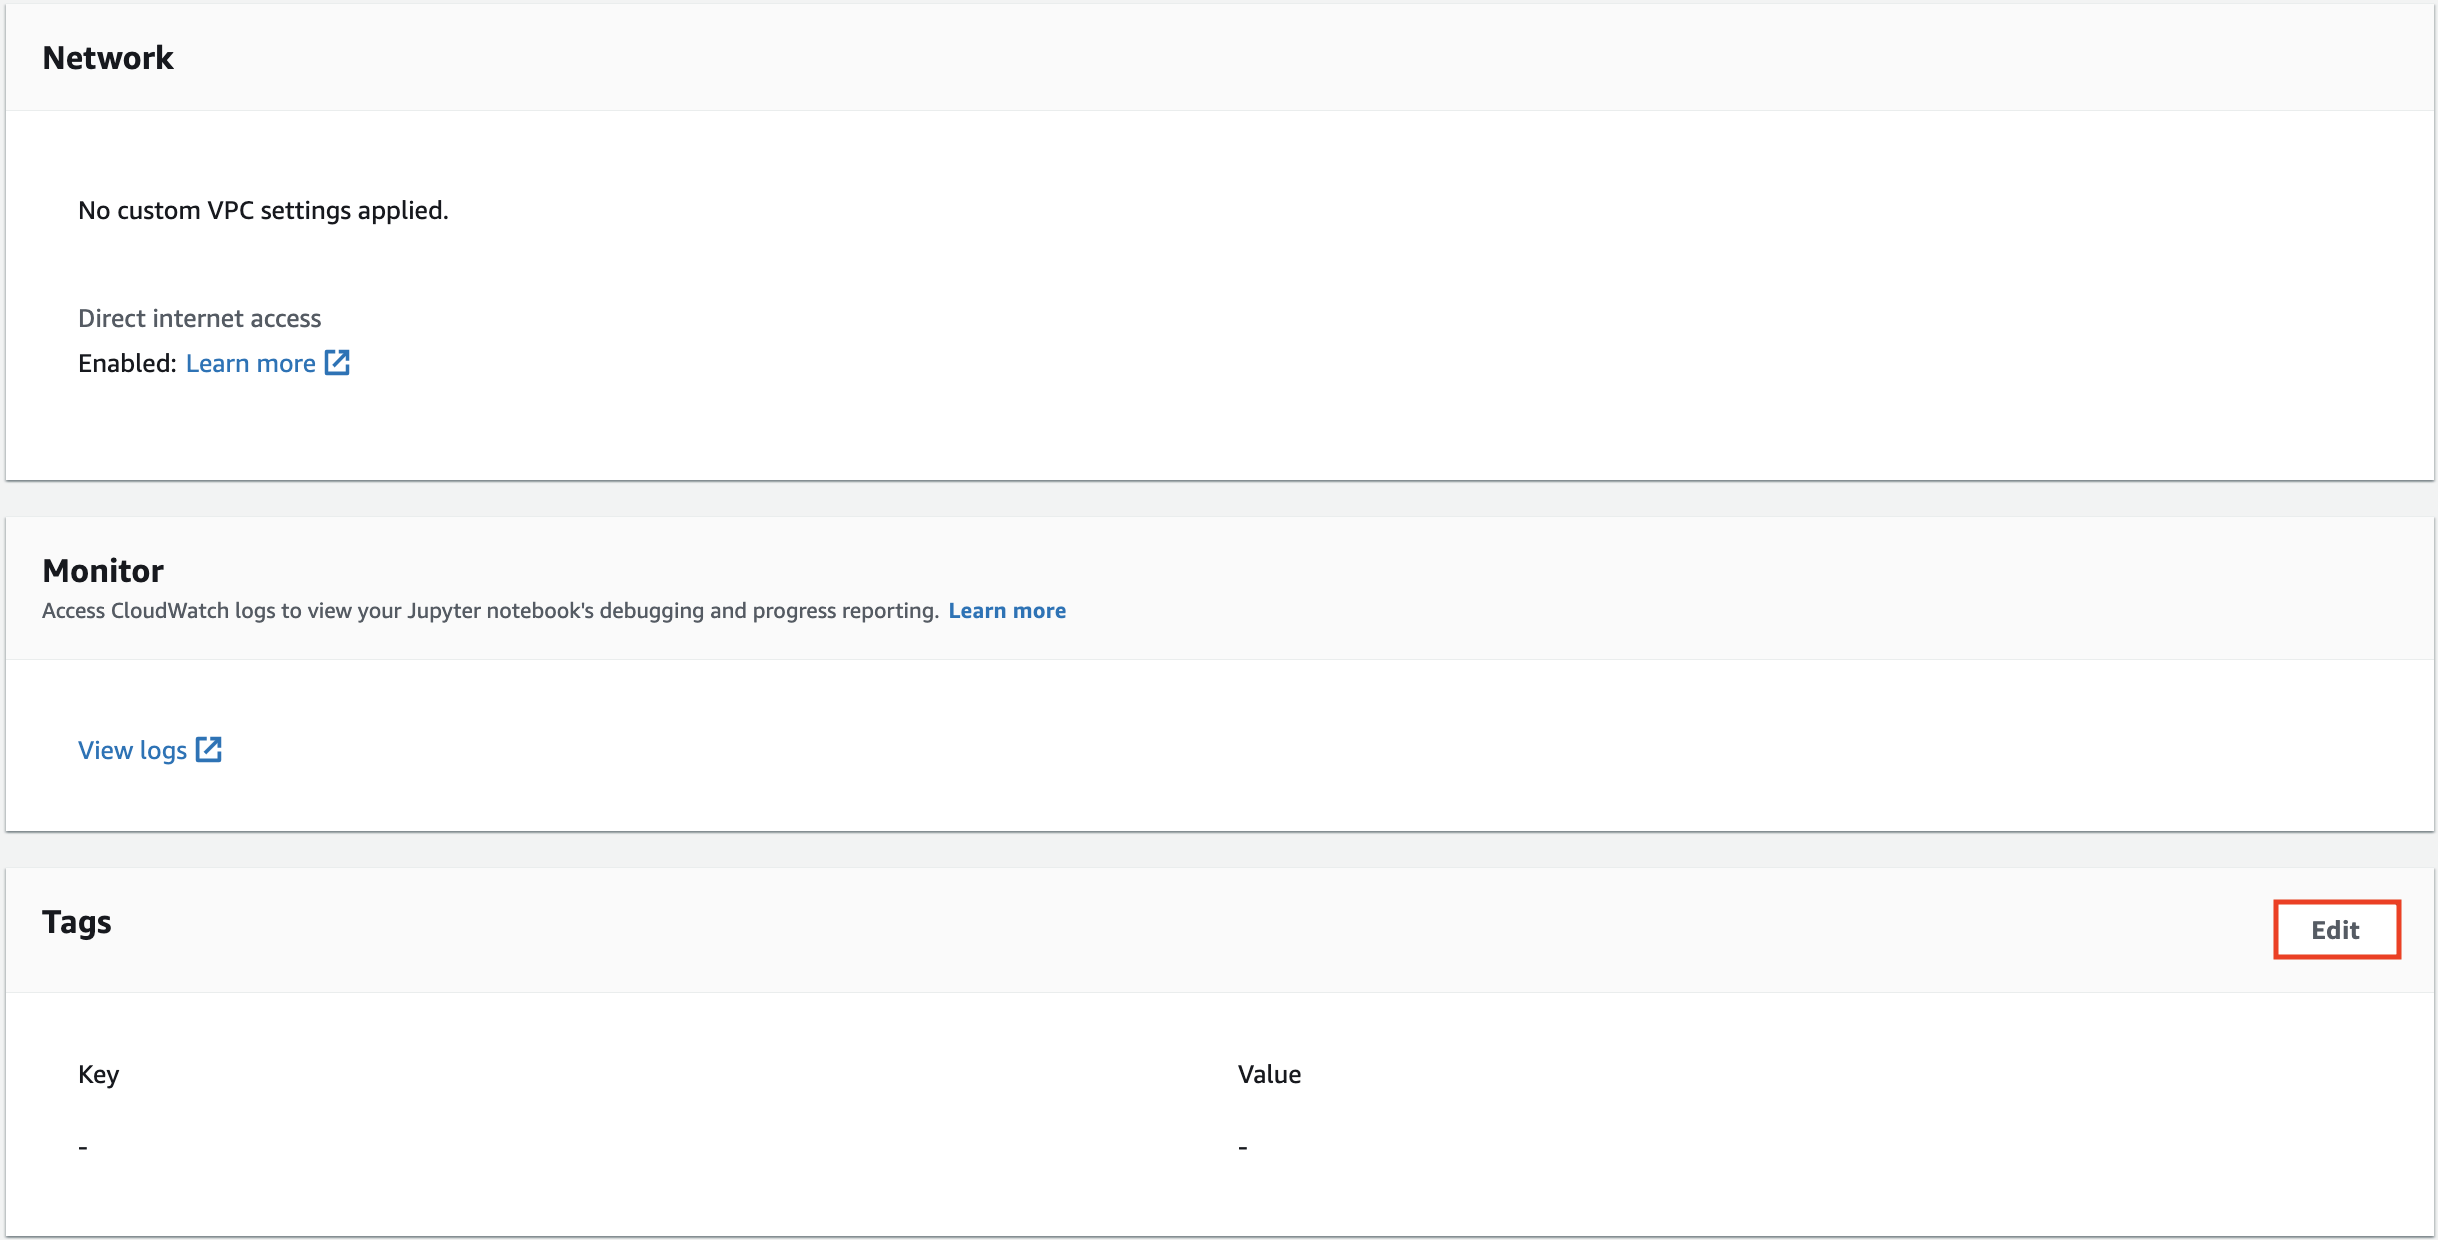 Network
No custom VPC settings applied.
Direct internet access
Enabled: Learn more
Monitor
Access CloudWatch logs to view your Jupyter notebook's debugging and progress reporting. Learn more
View logs
Tags
Edit
Key Value
- -